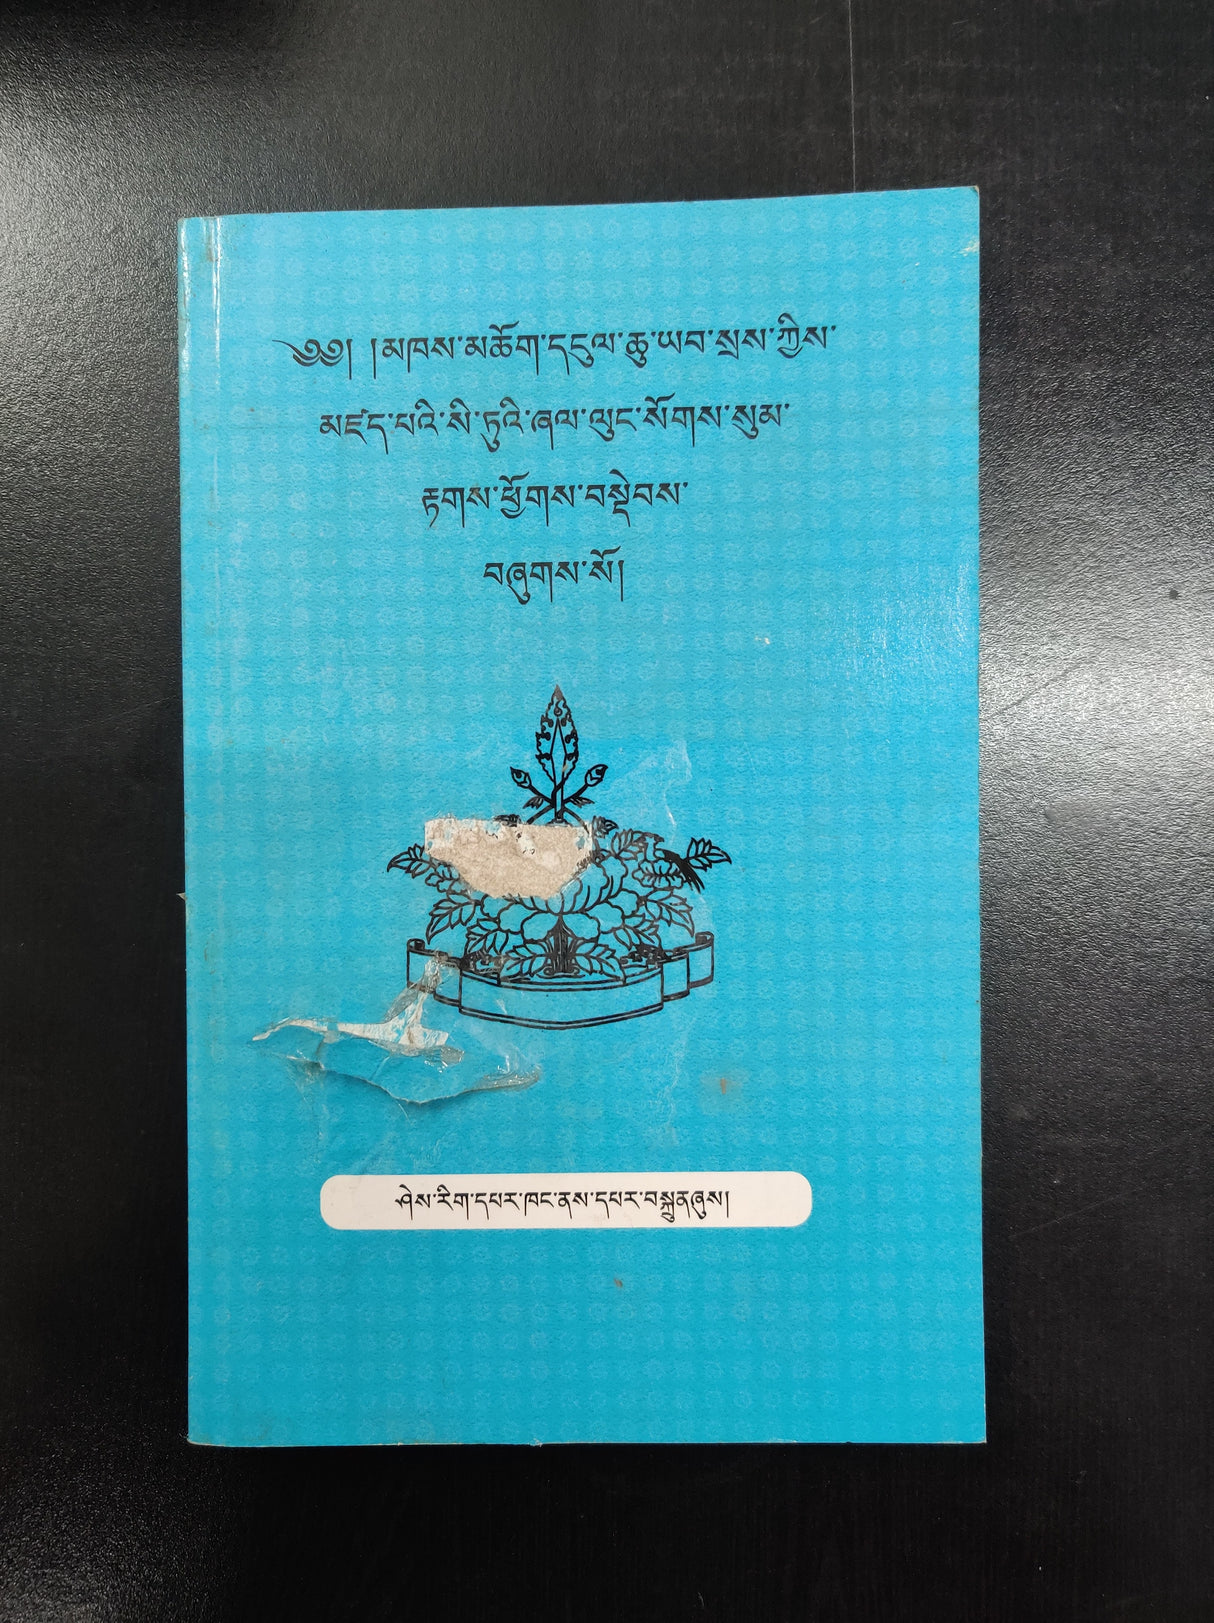 ༄༅། །མཁས་མཆོག་དངུལ་ཆུ་ཡབ་སྲས་ཀྱིས་
མཛད་པའི་སི་ཏུའི་ཞལ་ལུང་སོགས་སུམ་
རྟགས་ཕྱོགས་བསྡེབས་
བཞུགས་སོ།
ཤེས་རིག་དཔར་ཁང་ནས་དཔར་བསྐྲུནཞུས།